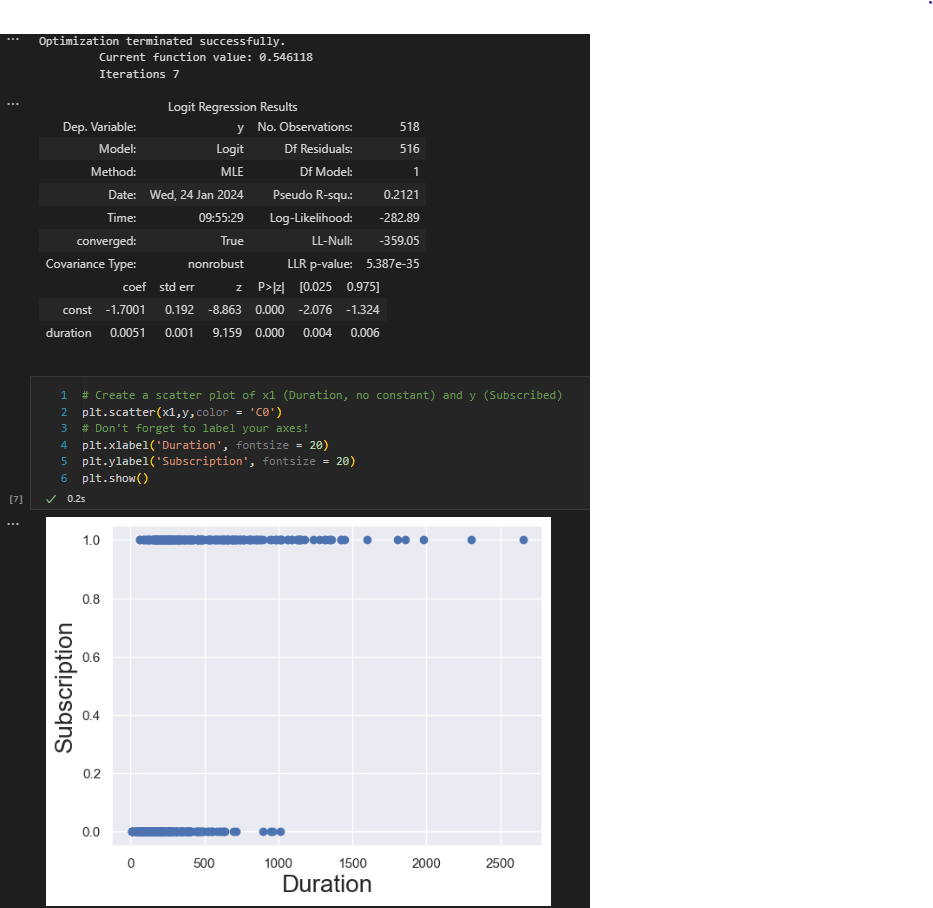 Optimization terminated successfully.
Current function value: 0.546118
Iterations 7
Logit Regression Results
Dep. Variable: y No. Observations: 518
Model: Logit Df Residuals: 516
Method: MLE Df Model: 1
Date: Wed, 24 Jan 2024 Pseudo R-squ.: 0.2121
Time: 09:55:29 Log-Likelihood: -282.89
converged: True LL-Null: -359.05
Covariance Type: nonrobust LLR p-value: 5.387e-35
coef std err z P>|z| [0.025 0.975]
const -1.7001 0.192 -8.863 0.000 -2.076 -1.324
duration 0.0051 0.001 9.159 0.000 0.004 0.006
1 # Create a scatter plot of x1 (Duration, no constant) and y (Subscribed)
2 plt.scatter(x1,y,color = 'C0')
3 # Don't forget to label your axes!
4 plt.xlabel('Duration', fontsize = 20)
5 plt.ylabel('Subscription', fontsize = 20)
6 plt.show()
[7] ✓ 0.2s
1.0
0.8
0.6
0.4
0.2
0.0
Subscription
0 500 1000 1500 2000 2500
Duration